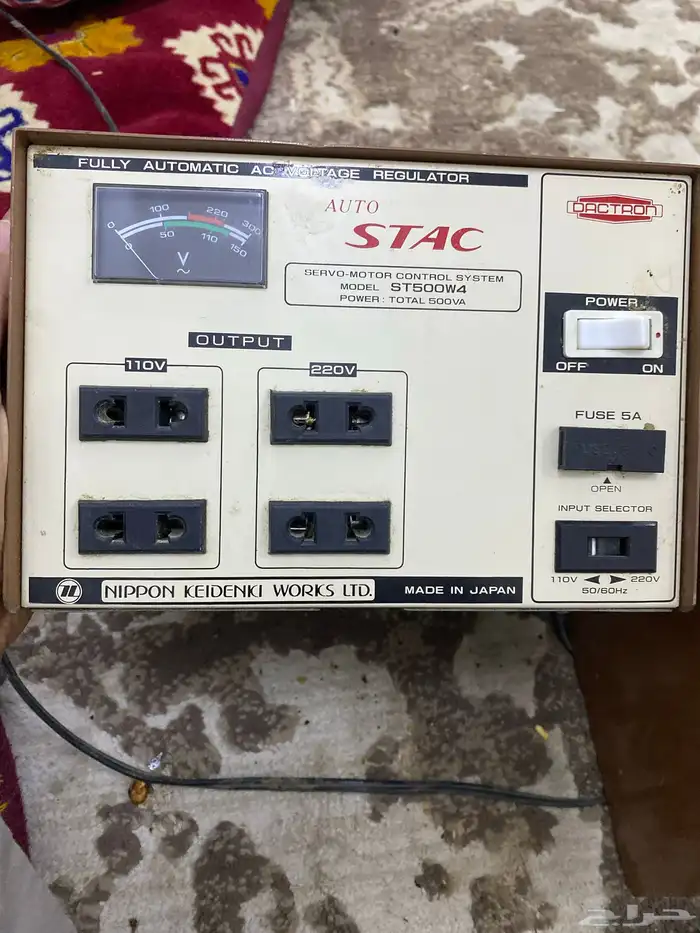 FULLY AUTOMATIC AC VOLTAGE REGULATOR
0 100 220 300
0 50 110 150
V
~
AUTO
STAC
SERVO-MOTOR CONTROL SYSTEM
MODEL ST500W4
POWER : TOTAL 500VA
DACTRON
POWER
OFF ON
OUTPUT
110V
220V
FUSE 5A
▲
OPEN
INPUT SELECTOR
110V ◀ ▶ 220V
50/60Hz
NIPPON KEIDENKI WORKS LTD.
MADE IN JAPAN
حراج